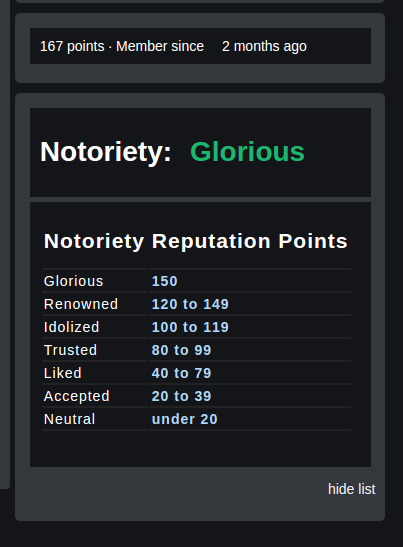 167 points · Member since 2 months ago
Notoriety: Glorious
Notoriety Reputation Points
Glorious 150
Renowned 120 to 149
Idolized 100 to 119
Trusted 80 to 99
Liked 40 to 79
Accepted 20 to 39
Neutral under 20
hide list